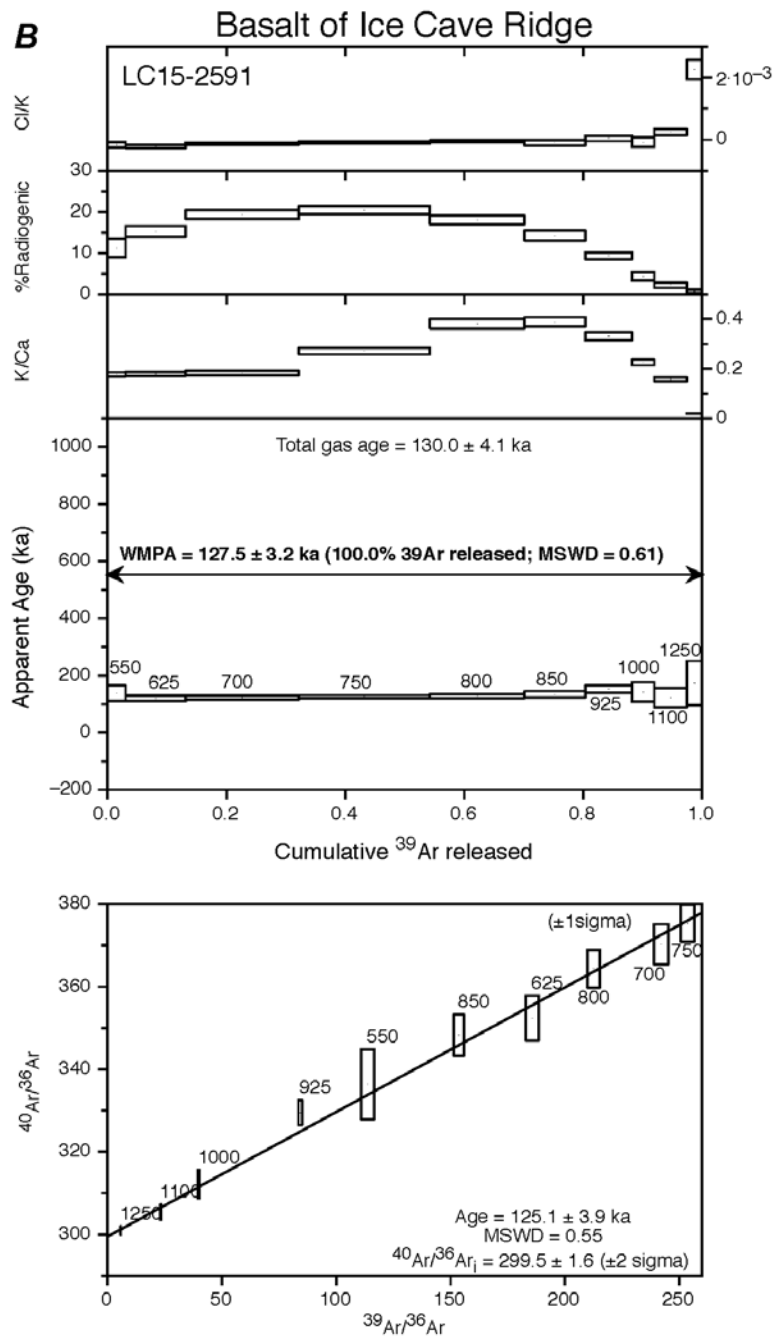 B
Basalt of Ice Cave Ridge
LC15-2591
Cl/K
2·10⁻³
0
%Radiogenic
30
20
10
0
K/Ca
0.4
0.2
0
Total gas age = 130.0 ± 4.1 ka
WMPA = 127.5 ± 3.2 ka (100.0% 39Ar released; MSWD = 0.61)
Apparent Age (ka)
1000
800
600
400
200
0
−200
550
625
700
750
800
850
925
1000
1100
1250
0.0 0.2 0.4 0.6 0.8 1.0
Cumulative ³⁹Ar released
⁴⁰Ar/³⁶Ar
380
360
340
320
300
(±1sigma)
750
700
800
625
850
550
925
1000
1100
1250
Age = 125.1 ± 3.9 ka
MSWD = 0.55
⁴⁰Ar/³⁶Arᵢ = 299.5 ± 1.6 (±2 sigma)
0 50 100 150 200 250
³⁹Ar/³⁶Ar